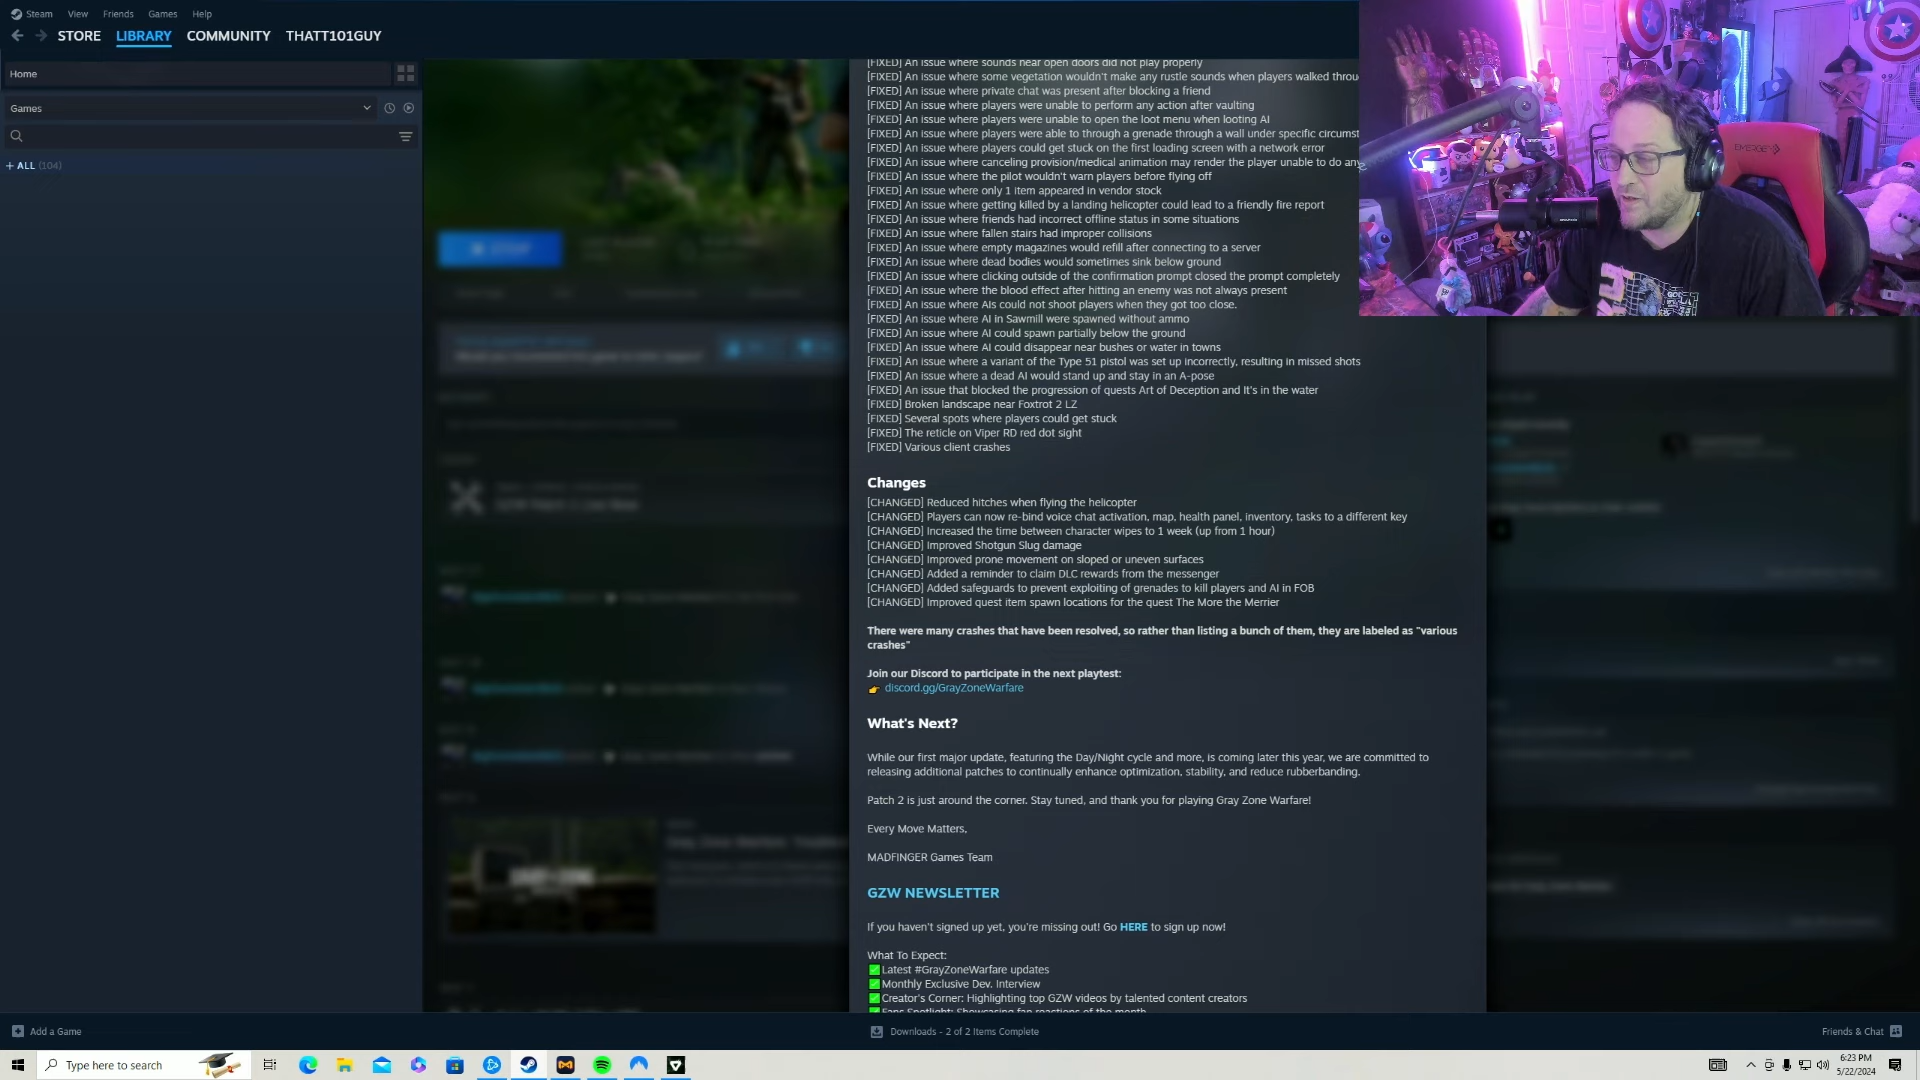 Steam View Friends Games Help
STORE LIBRARY COMMUNITY THATT101GUY
Home
Games
+ ALL (104)
[FIXED] An issue where sounds near open doors did not play properly
[FIXED] An issue where some vegetation wouldn't make any rustle sounds when players walked throu
[FIXED] An issue where private chat was present after blocking a friend
[FIXED] An issue where players were unable to perform any action after vaulting
[FIXED] An issue where players were unable to open the loot menu when looting AI
[FIXED] An issue where players were able to through a grenade through a wall under specific circumst
[FIXED] An issue where players could get stuck on the first loading screen with a network error
[FIXED] An issue where canceling provision/medical animation may render the player unable to do any
[FIXED] An issue where the pilot wouldn't warn players before flying off
[FIXED] An issue where only 1 item appeared in vendor stock
[FIXED] An issue where getting killed by a landing helicopter could lead to a friendly fire report
[FIXED] An issue where friends had incorrect offline status in some situations
[FIXED] An issue where fallen stairs had improper collisions
[FIXED] An issue where empty magazines would refill after connecting to a server
[FIXED] An issue where dead bodies would sometimes sink below ground
[FIXED] An issue where clicking outside of the confirmation prompt closed the prompt completely
[FIXED] An issue where the blood effect after hitting an enemy was not always present
[FIXED] An issue where AIs could not shoot players when they got too close.
[FIXED] An issue where AI in Sawmill were spawned without ammo
[FIXED] An issue where AI could spawn partially below the ground
[FIXED] An issue where AI could disappear near bushes or water in towns
[FIXED] An issue where a variant of the Type 51 pistol was set up incorrectly, resulting in missed shots
[FIXED] An issue where a dead AI would stand up and stay in an A-pose
[FIXED] An issue that blocked the progression of quests Art of Deception and It's in the water
[FIXED] Broken landscape near Foxtrot 2 LZ
[FIXED] Several spots where players could get stuck
[FIXED] The reticle on Viper RD red dot sight
[FIXED] Various client crashes
Changes
[CHANGED] Reduced hitches when flying the helicopter
[CHANGED] Players can now re-bind voice chat activation, map, health panel, inventory, tasks to a different key
[CHANGED] Increased the time between character wipes to 1 week (up from 1 hour)
[CHANGED] Improved Shotgun Slug damage
[CHANGED] Improved prone movement on sloped or uneven surfaces
[CHANGED] Added a reminder to claim DLC rewards from the messenger
[CHANGED] Added safeguards to prevent exploiting of grenades to kill players and AI in FOB
[CHANGED] Improved quest item spawn locations for the quest The More the Merrier
There were many crashes that have been resolved, so rather than listing a bunch of them, they are labeled as "various
crashes"
Join our Discord to participate in the next playtest:
👉 discord.gg/GrayZoneWarfare
What's Next?
While our first major update, featuring the Day/Night cycle and more, is coming later this year, we are committed to
releasing additional patches to continually enhance optimization, stability, and reduce rubberbanding.
Patch 2 is just around the corner. Stay tuned, and thank you for playing Gray Zone Warfare!
Every Move Matters,
MADFINGER Games Team
GZW NEWSLETTER
If you haven't signed up yet, you're missing out! Go HERE to sign up now!
What To Expect:
✅Latest #GrayZoneWarfare updates
✅Monthly Exclusive Dev. Interview
✅Creator's Corner: Highlighting top GZW videos by talented content creators
✅Fans Spotlight: Showcasing fan reactions of the month
Add a Game
Downloads - 2 of 2 Items Complete
Friends & Chat
Type here to search
6:23 PM
5/22/2024